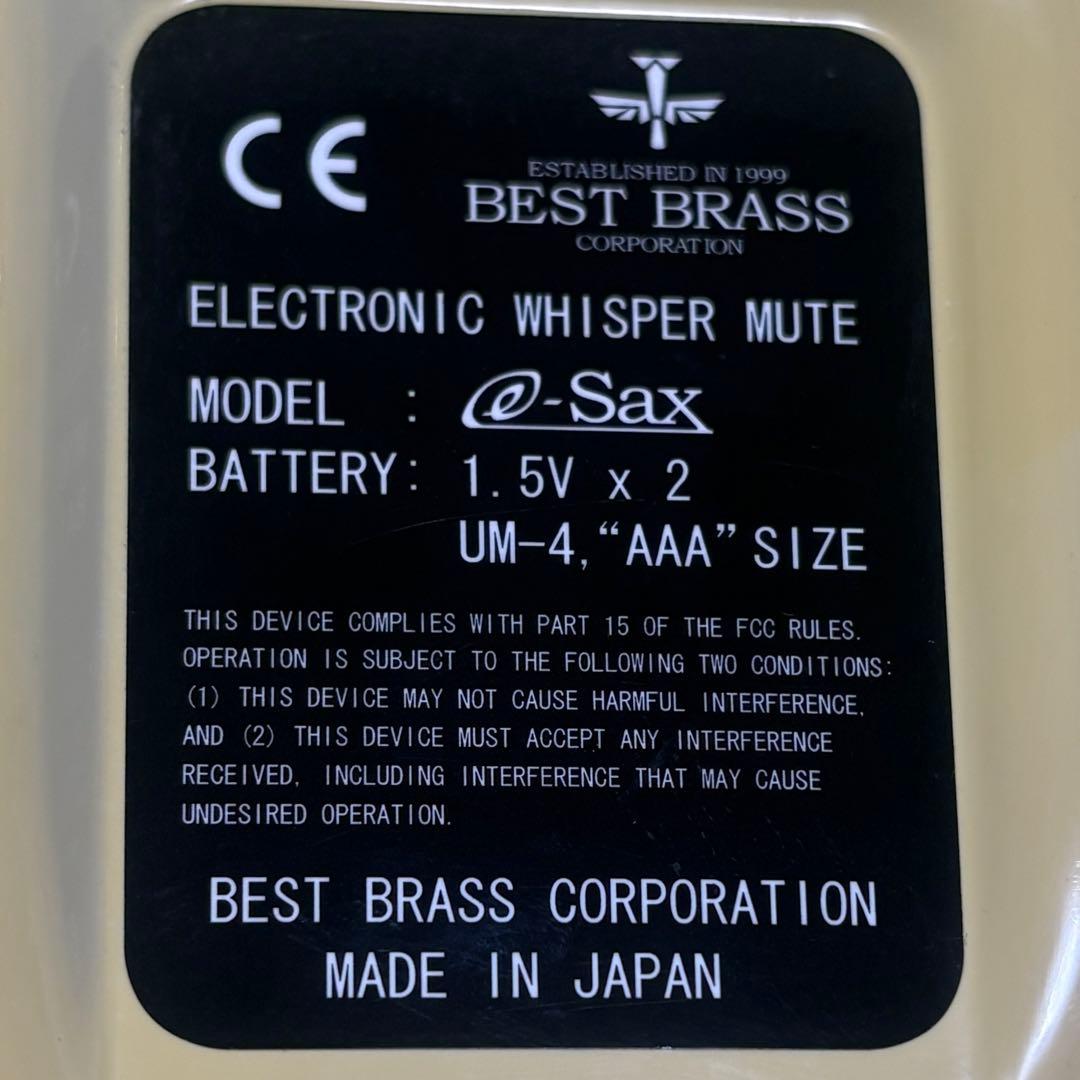 CE
ESTABLISHED IN 1999
BEST BRASS
CORPORATION
ELECTRONIC WHISPER MUTE
MODEL : e-Sax
BATTERY: 1.5V x 2
UM-4, “AAA” SIZE
THIS DEVICE COMPLIES WITH PART 15 OF THE FCC RULES.
OPERATION IS SUBJECT TO THE FOLLOWING TWO CONDITIONS:
(1) THIS DEVICE MAY NOT CAUSE HARMFUL INTERFERENCE,
AND (2) THIS DEVICE MUST ACCEPT ANY INTERFERENCE
RECEIVED, INCLUDING INTERFERENCE THAT MAY CAUSE
UNDESIRED OPERATION.
BEST BRASS CORPORATION
MADE IN JAPAN